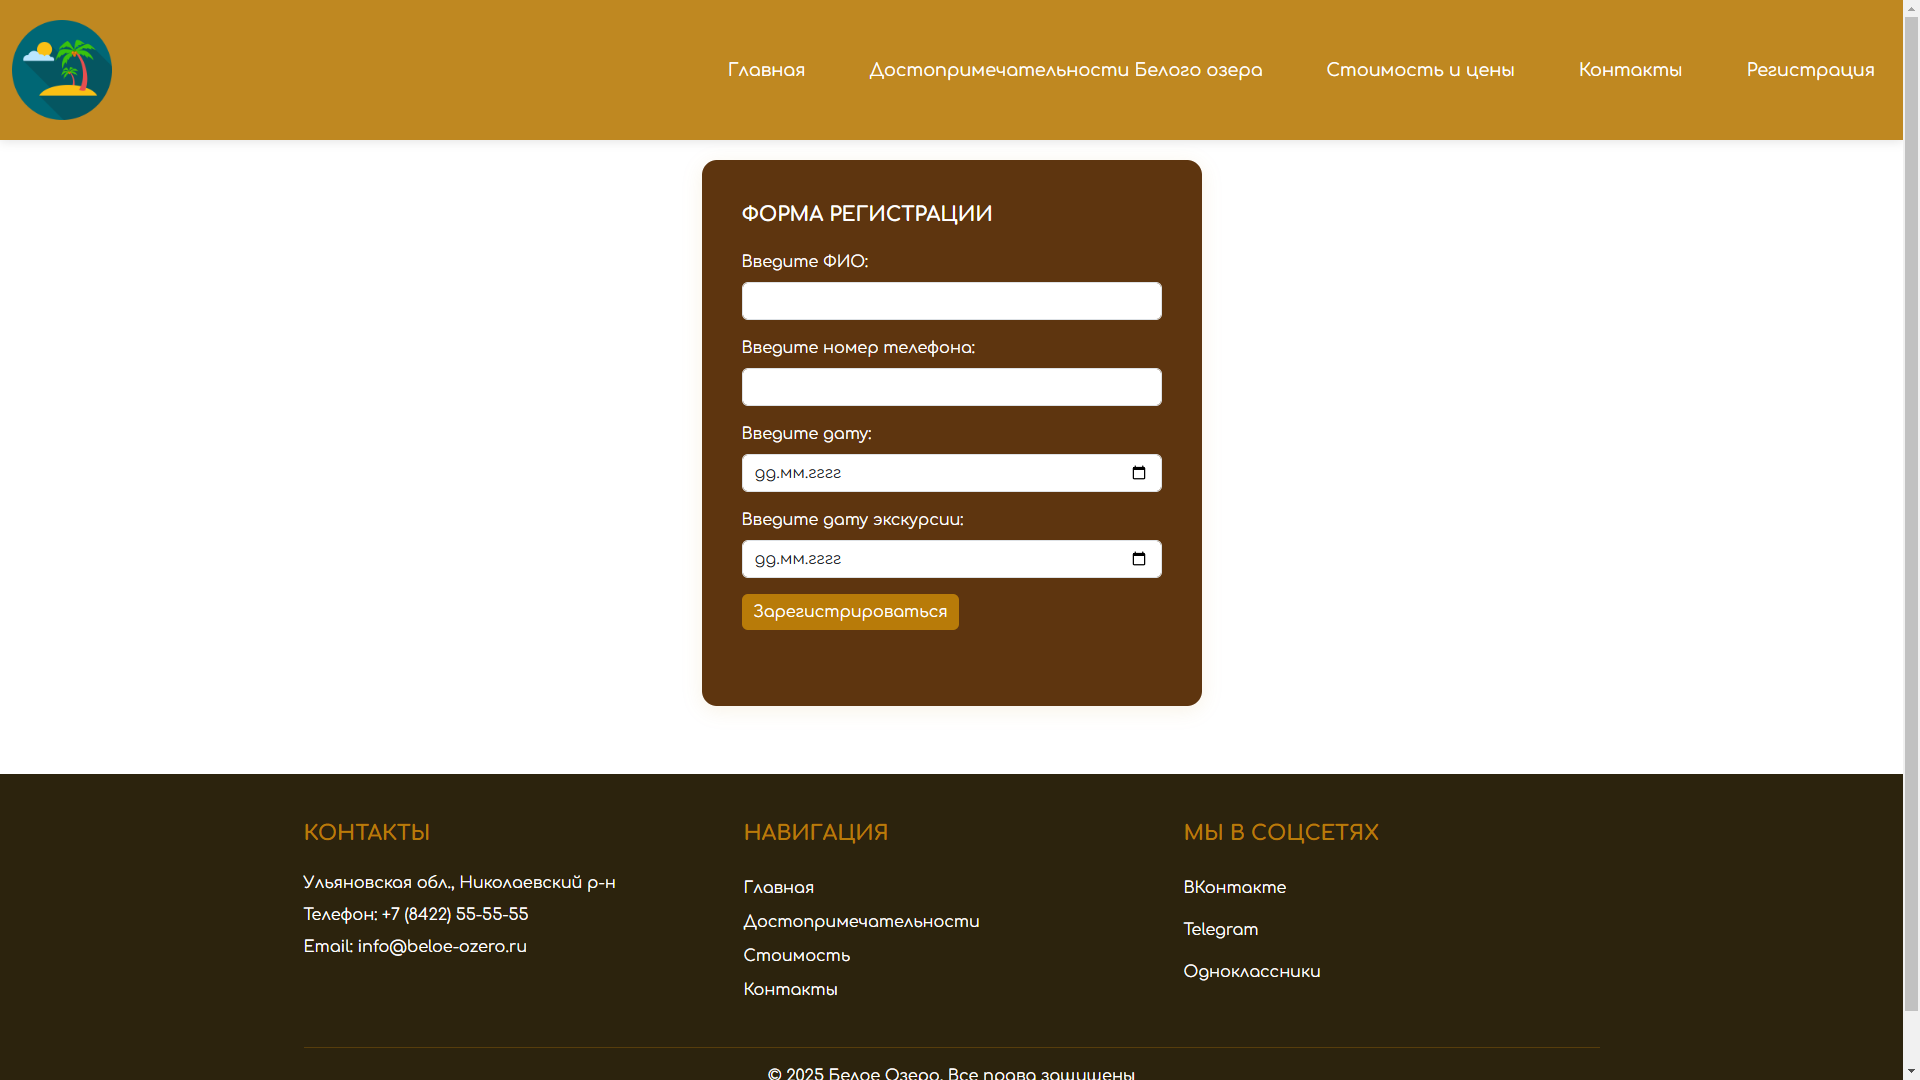 Главная Достопримечательности Белого озера Стоимость и цены Контакты Регистрация
ФОРМА РЕГИСТРАЦИИ
Введите ФИО:
Введите номер телефона:
Введите дату:
дд.мм.гггг
Введите дату экскурсии:
дд.мм.гггг
Зарегистрироваться
КОНТАКТЫ
Ульяновская обл., Николаевский р-н
Телефон: +7 (8422) 55-55-55
Email: info@beloe-ozero.ru
НАВИГАЦИЯ
Главная
Достопримечательности
Стоимость
Контакты
МЫ В СОЦСЕТЯХ
ВКонтакте
Telegram
Одноклассники
© 2025 Белое Озеро. Все права защищены